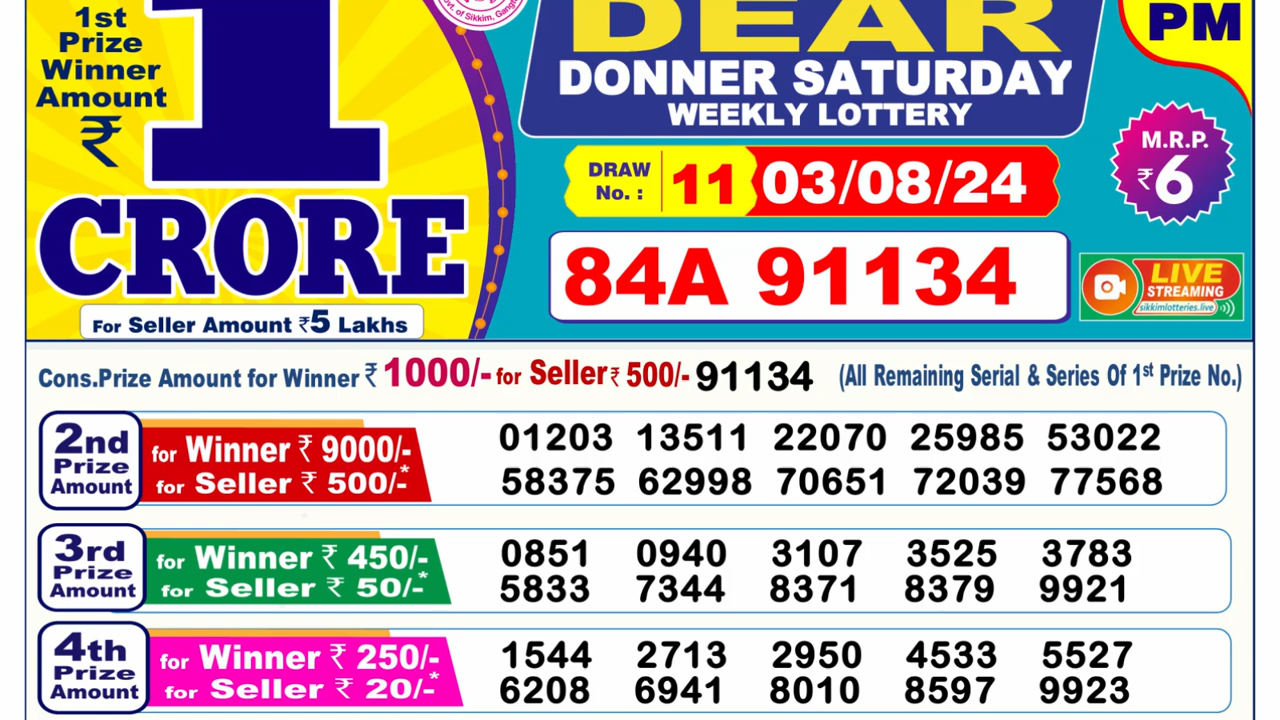 1st
Prize
Winner
Amount
₹
1
CRORE
For Seller Amount ₹5 Lakhs
Govt. of Sikkim, Gangtok
DEAR
DONNER SATURDAY
WEEKLY LOTTERY
PM
M.R.P.
₹6
DRAW No. : 11 03/08/24
84A 91134
LIVE
STREAMING
sikkimlotteries.live
Cons.Prize Amount for Winner ₹ 1000/- for Seller ₹ 500/- 91134 (All Remaining Serial & Series Of 1st Prize No.)
2nd
Prize
Amount
for Winner ₹ 9000/-
for Seller ₹ 500/-*
01203 13511 22070 25985 53022
58375 62998 70651 72039 77568
3rd
Prize
Amount
for Winner ₹ 450/-
for Seller ₹ 50/-*
0851 0940 3107 3525 3783
5833 7344 8371 8379 9921
4th
Prize
Amount
for Winner ₹ 250/-
for Seller ₹ 20/-*
1544 2713 2950 4533 5527
6208 6941 8010 8597 9923